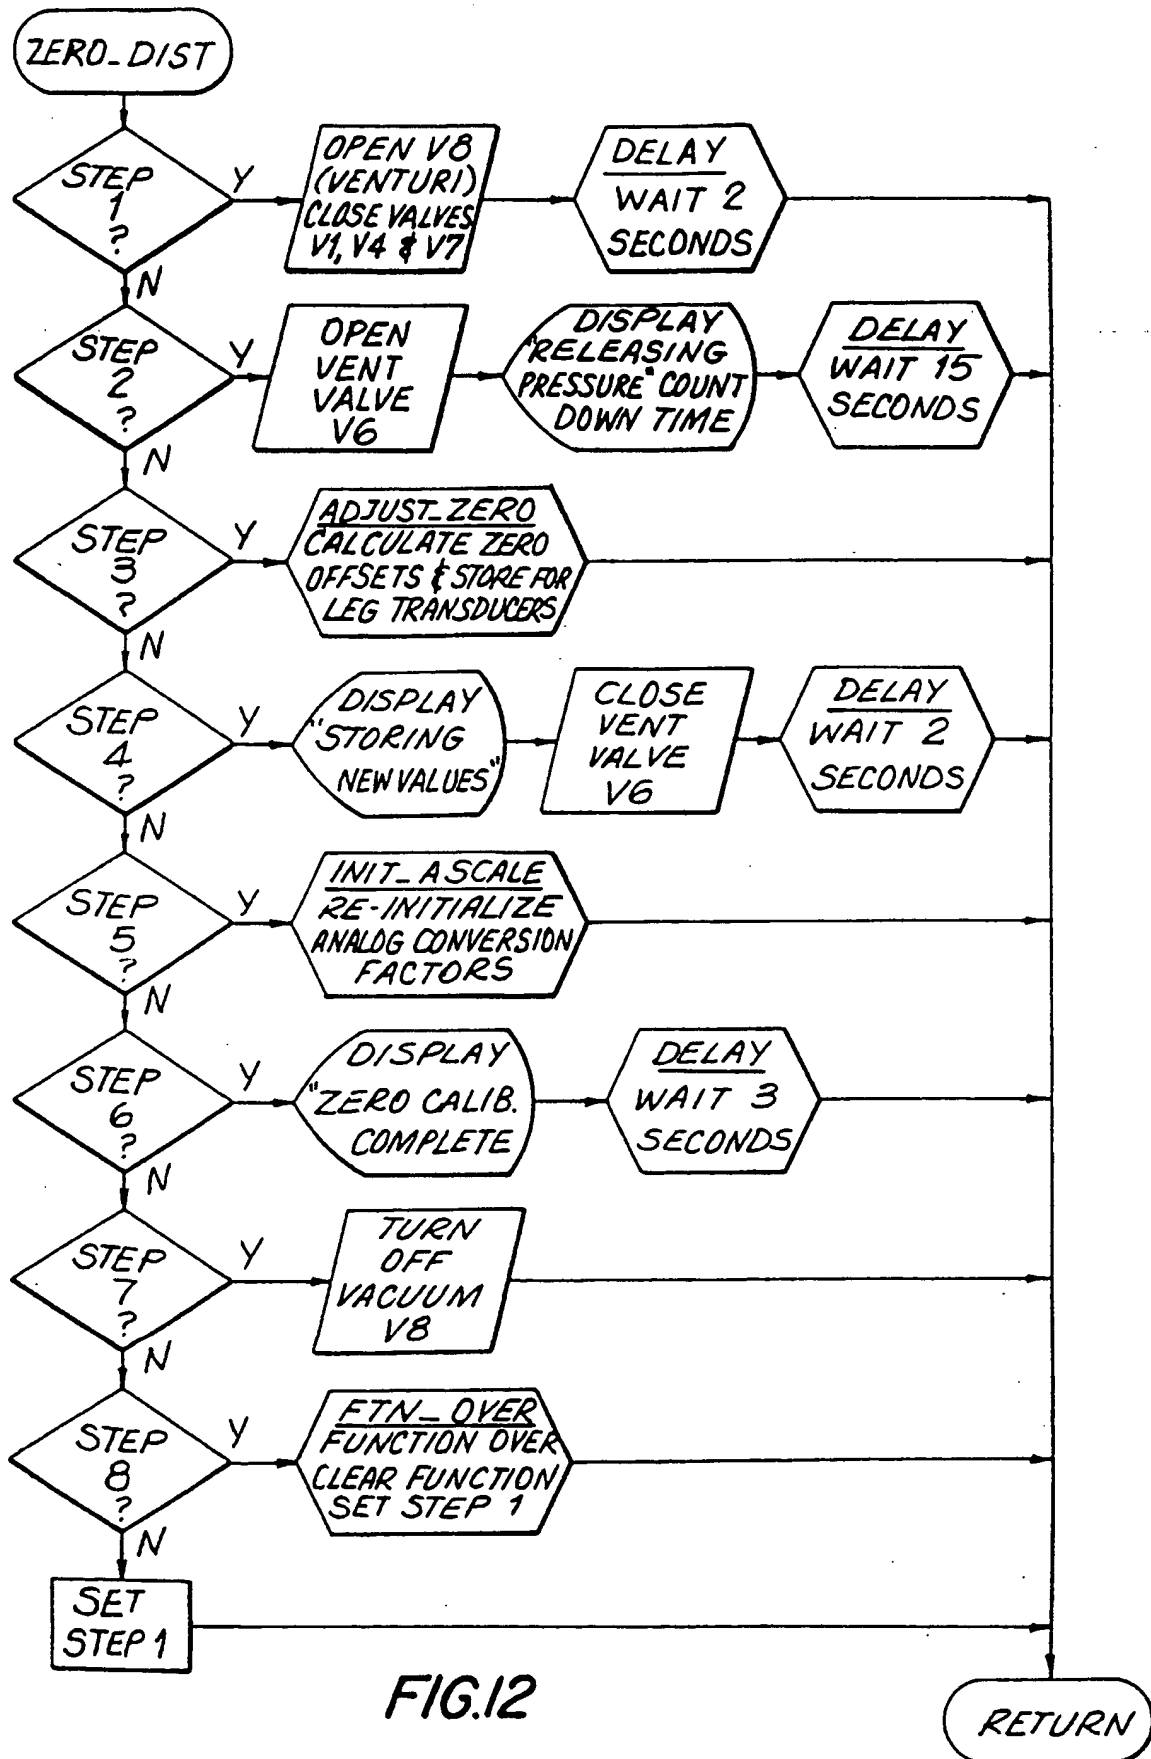 ZERO_DIST
STEP
1
?
Y
N
OPEN V8
(VENTURI)
CLOSE VALVES
V1, V4 & V7
DELAY
WAIT 2
SECONDS
STEP
2
?
Y
N
OPEN
VENT
VALVE
V6
DISPLAY
"RELEASING
PRESSURE" COUNT
DOWN TIME
DELAY
WAIT 15
SECONDS
STEP
3
?
Y
N
ADJUST_ZERO
CALCULATE ZERO
OFFSETS & STORE FOR
LEG TRANSDUCERS
STEP
4
?
Y
N
DISPLAY
"STORING
NEW VALUES"
CLOSE
VENT
VALVE
V6
DELAY
WAIT 2
SECONDS
STEP
5
?
Y
N
INIT_ASCALE
RE-INITIALIZE
ANALOG CONVERSION
FACTORS
STEP
6
?
Y
N
DISPLAY
"ZERO CALIB.
COMPLETE
DELAY
WAIT 3
SECONDS
STEP
7
?
Y
N
TURN
OFF
VACUUM
V8
STEP
8
?
Y
N
FTN_OVER
FUNCTION OVER
CLEAR FUNCTION
SET STEP 1
SET
STEP 1
RETURN
FIG.12